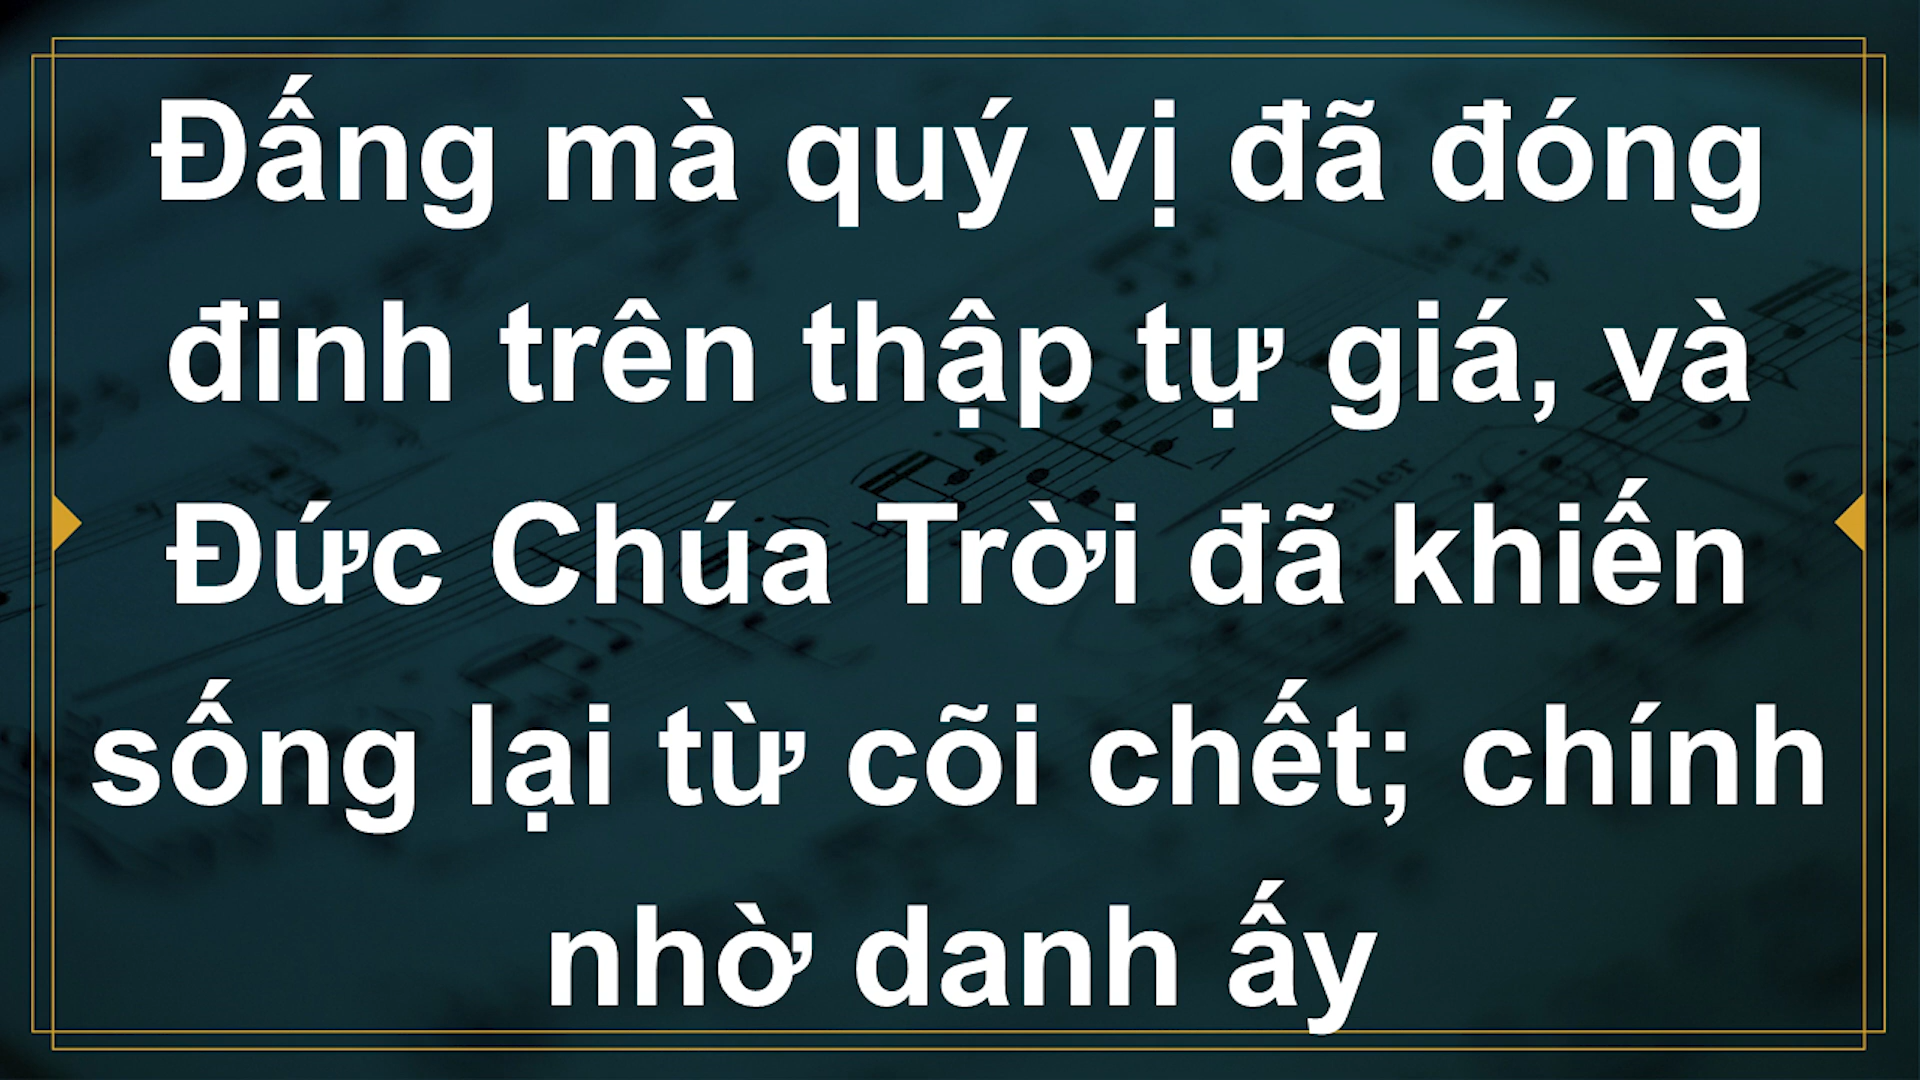 Đấng mà quý vị đã đóng
đinh trên thập tự giá, và
Đức Chúa Trời đã khiến
sống lại từ cõi chết; chính
nhờ danh ấy